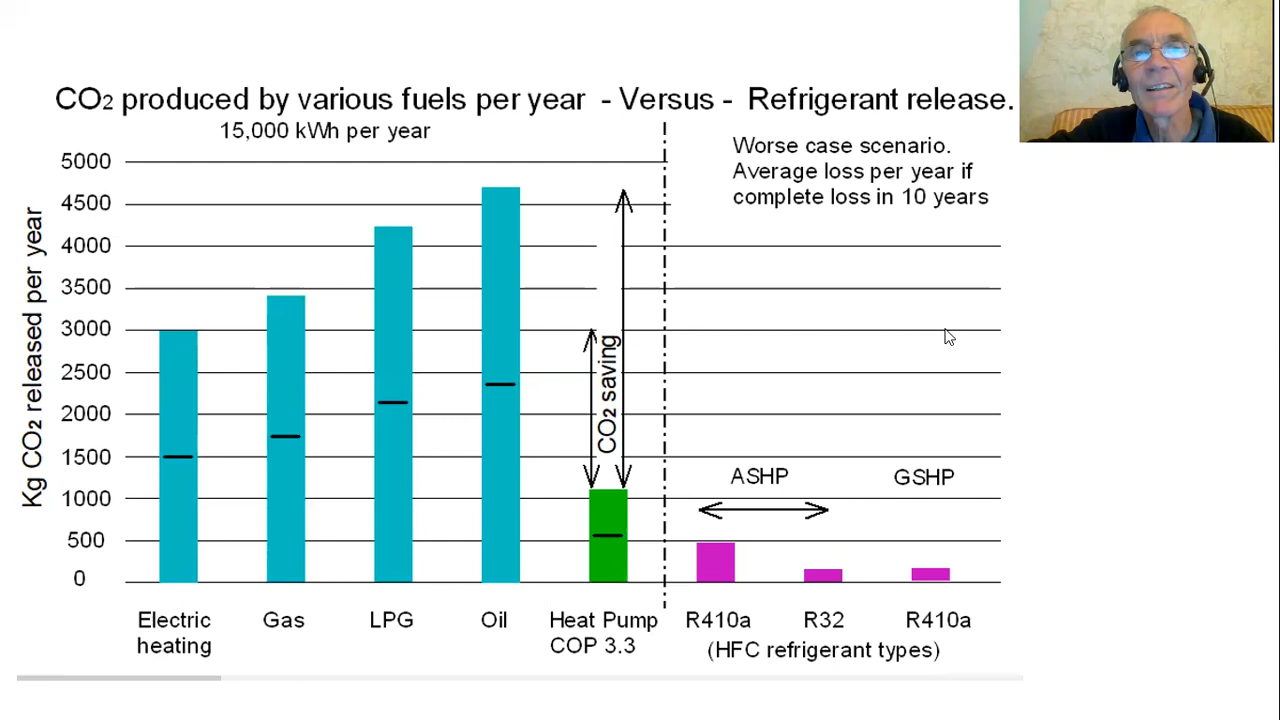 CO2 produced by various fuels per year - Versus - Refrigerant release.
15,000 kWh per year
Worse case scenario.
Average loss per year if
complete loss in 10 years
Kg CO2 released per year
5000
4500
4000
3500
3000
2500
2000
1500
1000
500
0
CO2 saving
ASHP
GSHP
Electric
heating
Gas
LPG
Oil
Heat Pump
COP 3.3
R410a
R32
R410a
(HFC refrigerant types)